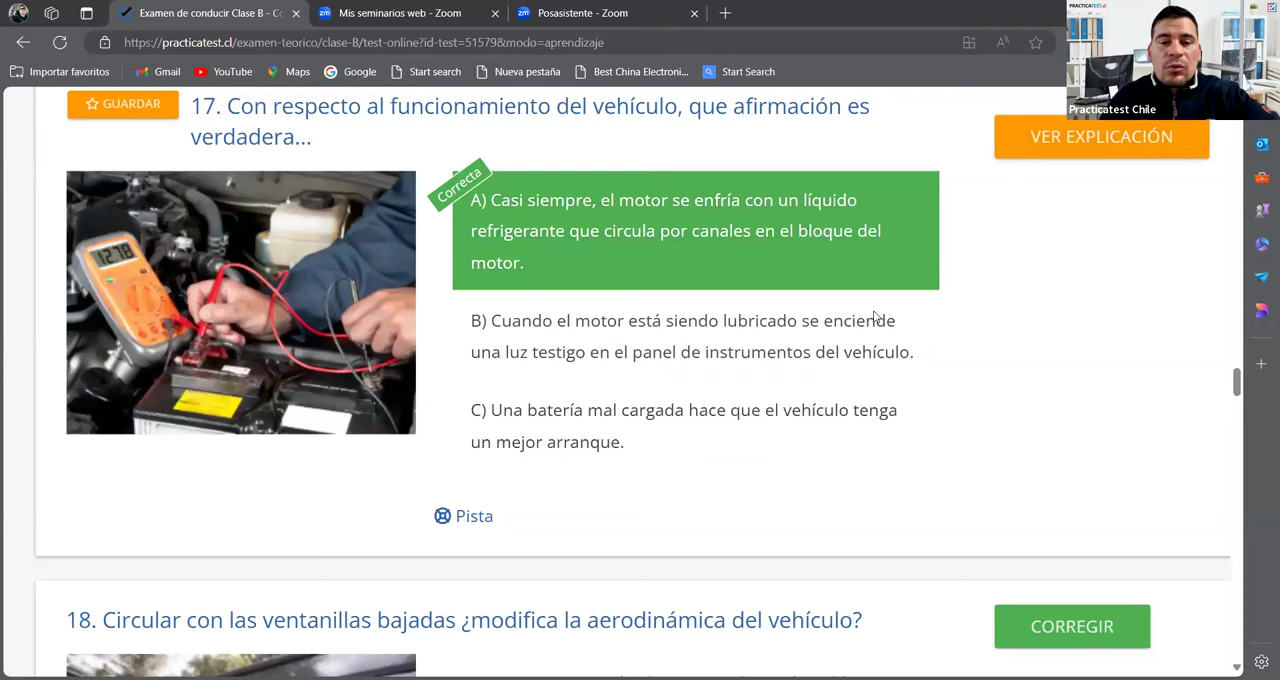 Examen de conducir Clase B - Co
Mis seminarios web - Zoom
Posasistente - Zoom
https://practicatest.cl/examen-teorico/clase-B/test-online?id-test=51579&modo=aprendizaje
Importar favoritos
Gmail
YouTube
Maps
Google
Start search
Nueva pestaña
Best China Electroni...
Start Search
PRACTICATEST.cl
Practicatest Chile
GUARDAR
17. Con respecto al funcionamiento del vehículo, que afirmación es
verdadera...
VER EXPLICACIÓN
1278
Correcta
A) Casi siempre, el motor se enfría con un líquido
refrigerante que circula por canales en el bloque del
motor.
B) Cuando el motor está siendo lubricado se enciende
una luz testigo en el panel de instrumentos del vehículo.
C) Una batería mal cargada hace que el vehículo tenga
un mejor arranque.
Pista
18. Circular con las ventanillas bajadas ¿modifica la aerodinámica del vehículo?
CORREGIR